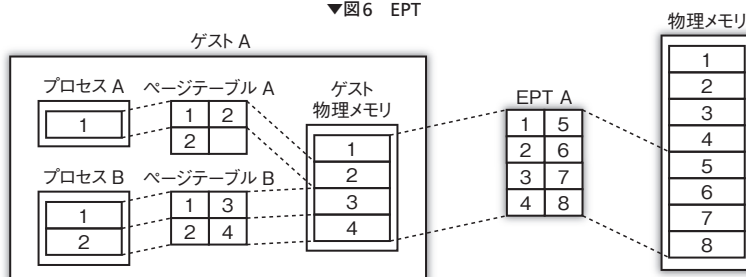 ▼図6 EPT
ゲスト A
プロセス A
1
ページテーブル A
1 2
2
プロセス B
1
2
ページテーブル B
1 3
2 4
ゲスト
物理メモリ
1
2
3
4
EPT A
1 5
2 6
3 7
4 8
物理メモリ
1
2
3
4
5
6
7
8